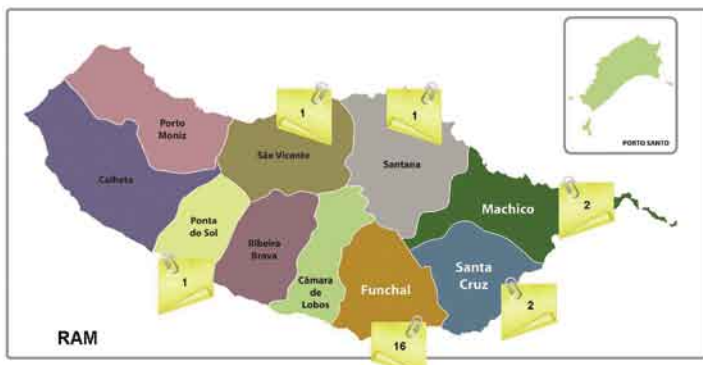 1
1
Porto
Moniz
São Vicente
Santana
PORTO SANTO
Calheta
Machico
2
Ponta
do Sol
Ribeira
Brava
Santa
Cruz
1
Câmara
de
Lobos
Funchal
2
RAM
16